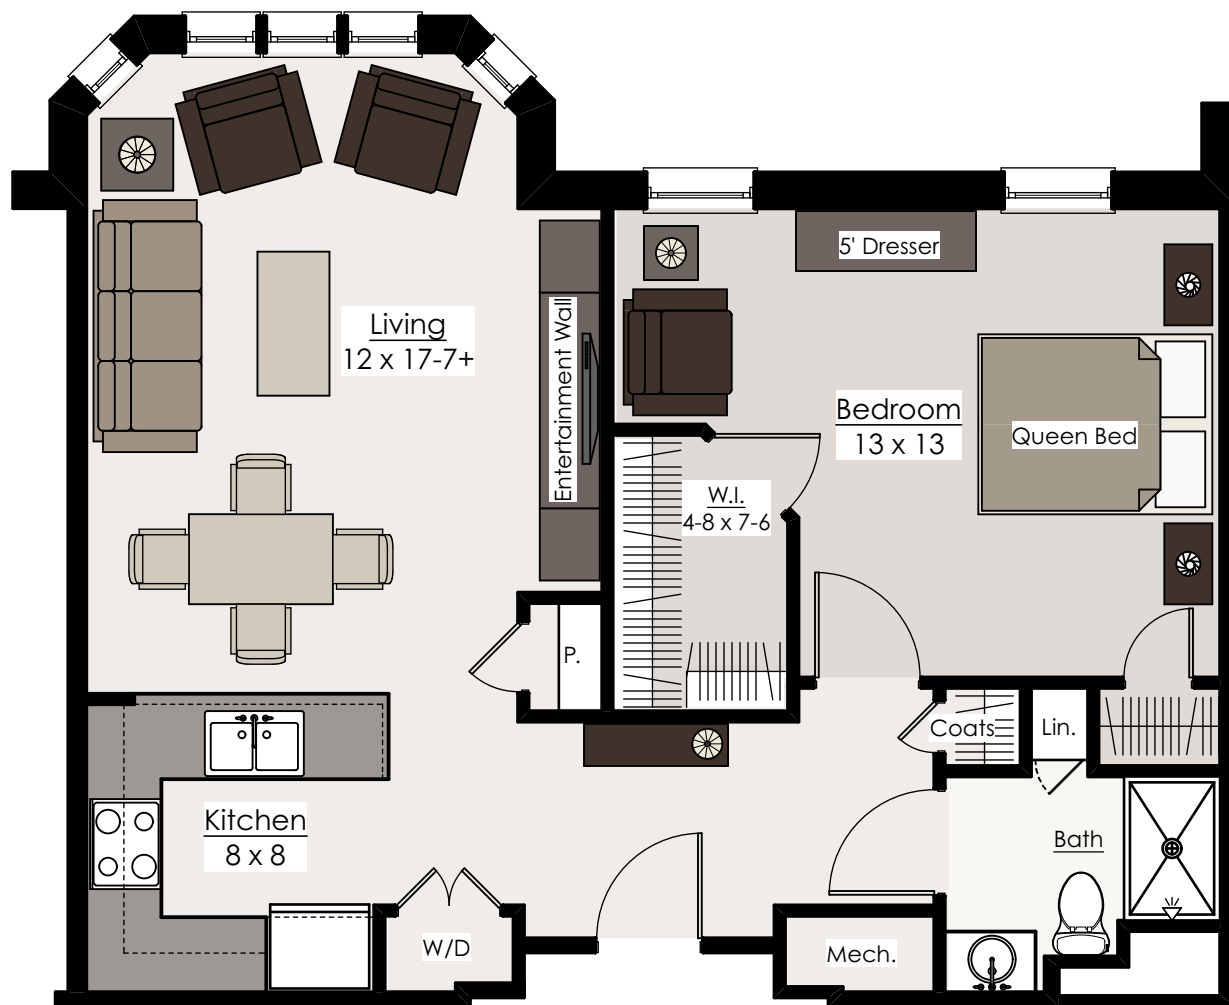 5' Dresser
Living
12 x 17-7+
Entertainment Wall
Bedroom
13 x 13
Queen Bed
W.I.
4-8 x 7-6
P.
Coats
Lin.
Kitchen
8 x 8
Bath
W/D
Mech.